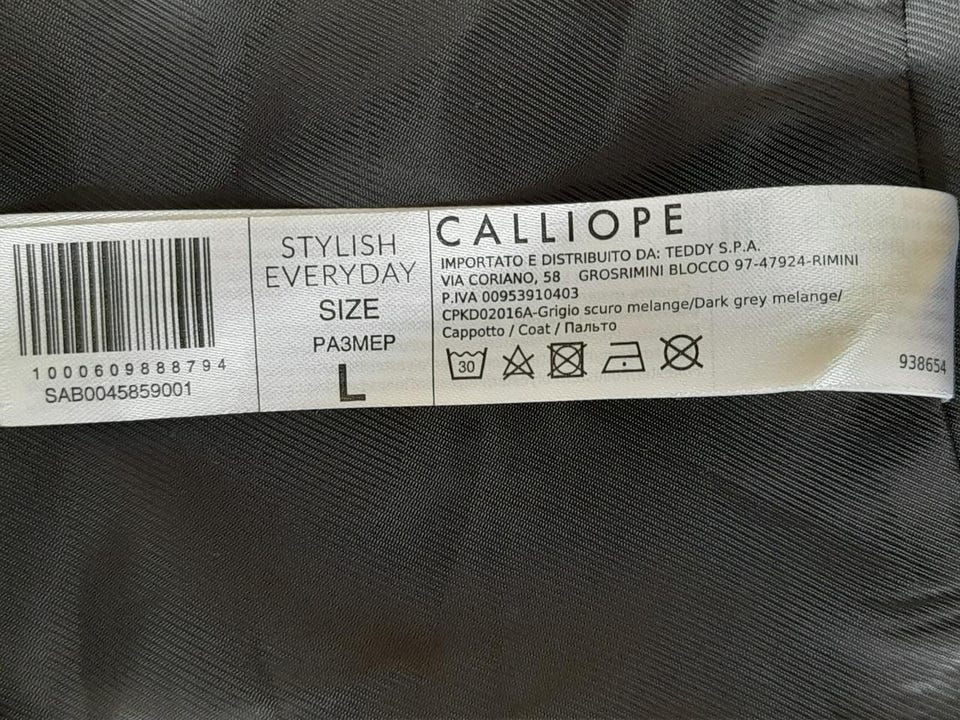 1000609888794
SAB0045859001
STYLISH
EVERYDAY
SIZE
РАЗМЕР
L
CALLIOPE
IMPORTATO E DISTRIBUITO DA: TEDDY S.P.A.
VIA CORIANO, 58 GROSRIMINI BLOCCO 97-47924-RIMINI
P.IVA 00953910403
CPKD02016A-Grigio scuro melange/Dark grey melange/
Cappotto / Coat / Пальто
30
938654